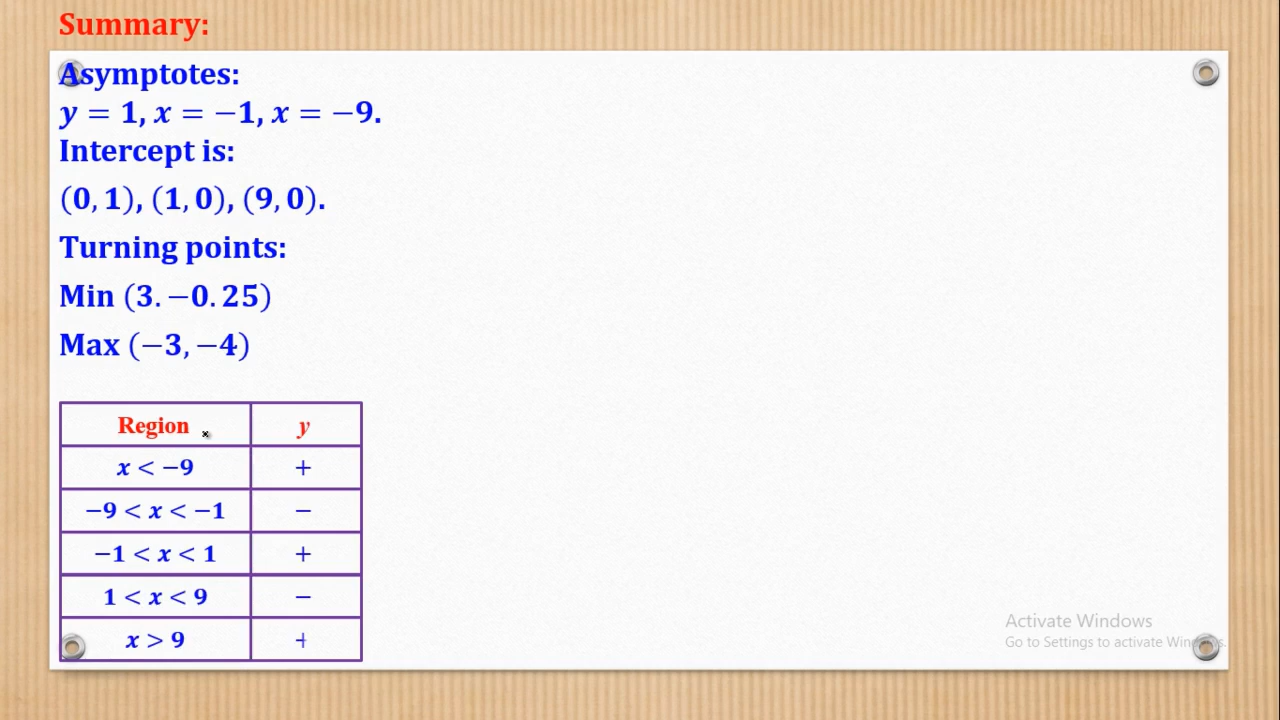 Summary:
Asymptotes:
y = 1, x = −1, x = −9.
Intercept is:
(0, 1), (1, 0), (9, 0).
Turning points:
Min (3. −0. 25)
Max (−3, −4)
Region y
x < −9 +
−9 < x < −1 −
−1 < x < 1 +
1 < x < 9 −
x > 9 +
Activate Windows
Go to Settings to activate Windows.